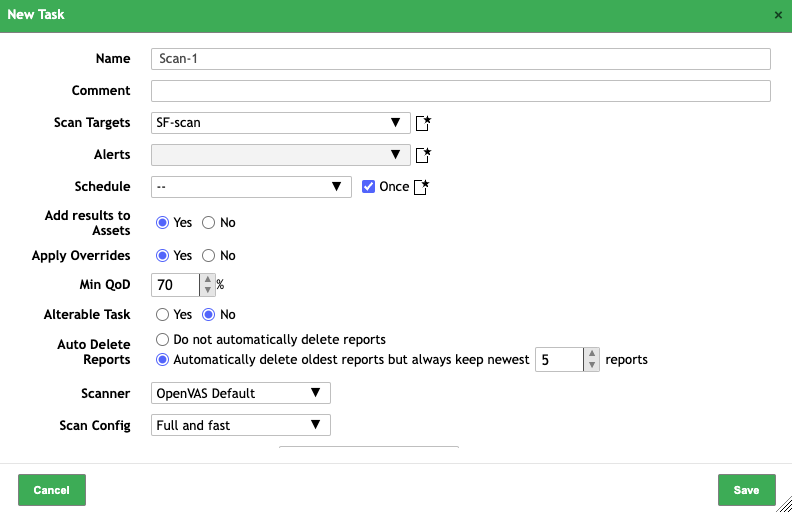 New Task ×
Name Scan-1
Comment
Scan Targets SF-scan
Alerts
Schedule -- Once
Add results to
Assets Yes No
Apply Overrides Yes No
Min QoD 70 %
Alterable Task Yes No
Auto Delete
Reports Do not automatically delete reports
Automatically delete oldest reports but always keep newest 5 reports
Scanner OpenVAS Default
Scan Config Full and fast
Cancel Save